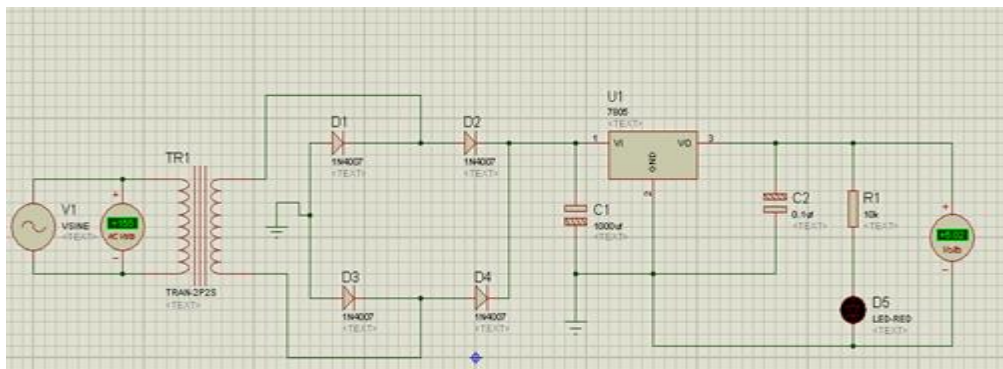 U1
7805
<TEXT>
1
VI
VO
3
GND
2
D1
1N4007
<TEXT>
D2
1N4007
<TEXT>
TR1
TRAN-2P2S
<TEXT>
V1
VSINE
<TEXT>
+
AC Volts
−
C1
1000uf
<TEXT>
C2
0.1uf
<TEXT>
R1
10k
<TEXT>
+
Volts
−
D3
1N4007
<TEXT>
D4
1N4007
<TEXT>
D5
LED-RED
<TEXT>